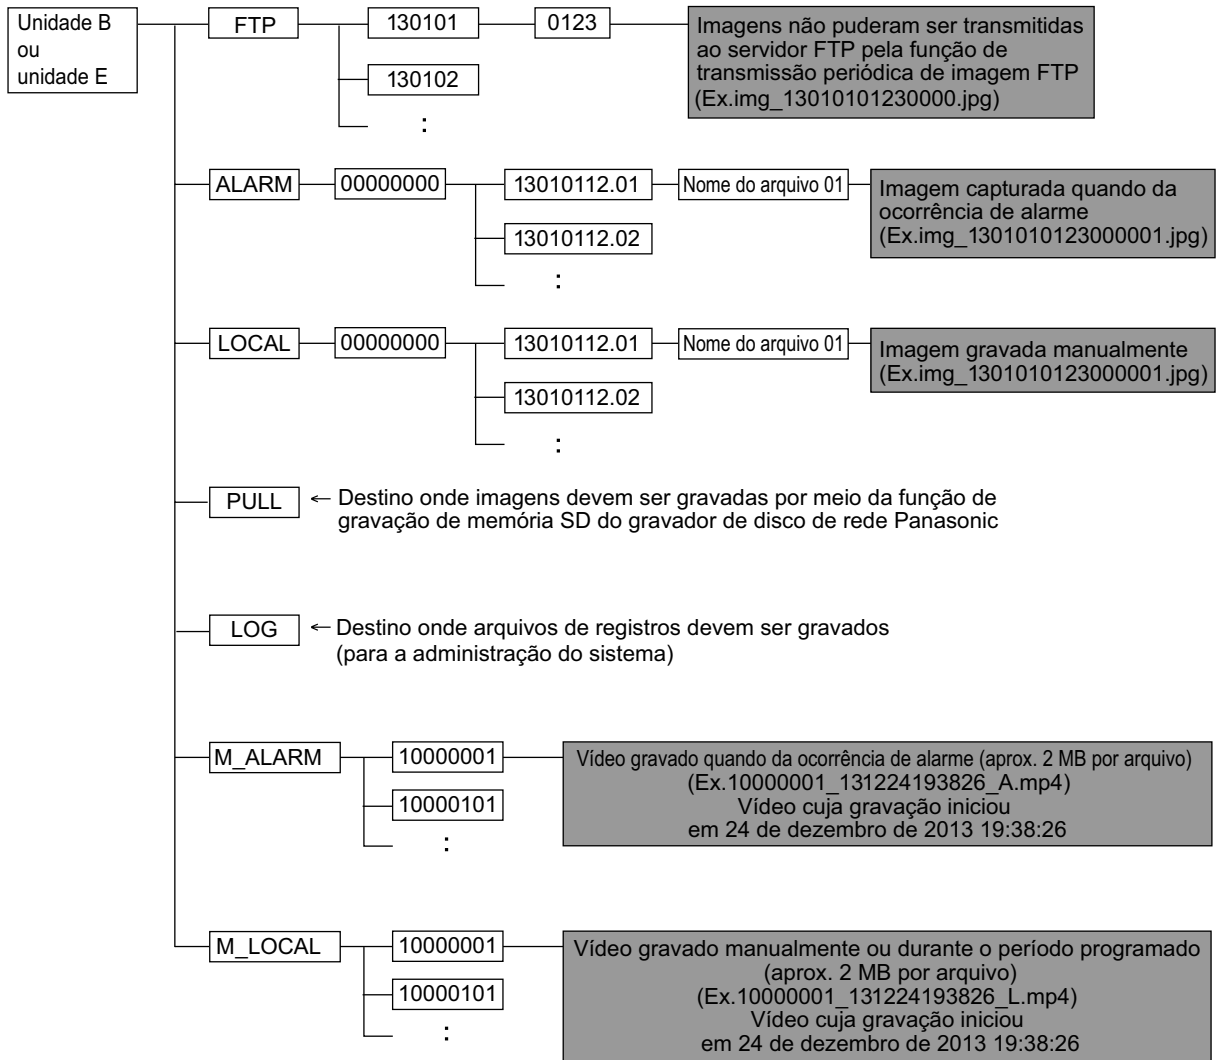 Unidade B
ou
unidade E
FTP
130101
0123
Imagens não puderam ser transmitidas
ao servidor FTP pela função de
transmissão periódica de imagem FTP
(Ex.img_13010101230000.jpg)
130102
:
ALARM
00000000
13010112.01
Nome do arquivo 01
Imagem capturada quando da
ocorrência de alarme
(Ex.img_1301010123000001.jpg)
13010112.02
:
LOCAL
00000000
13010112.01
Nome do arquivo 01
Imagem gravada manualmente
(Ex.img_1301010123000001.jpg)
13010112.02
:
PULL
← Destino onde imagens devem ser gravadas por meio da função de
gravação de memória SD do gravador de disco de rede Panasonic
LOG
← Destino onde arquivos de registros devem ser gravados
(para a administração do sistema)
M_ALARM
10000001
Vídeo gravado quando da ocorrência de alarme (aprox. 2 MB por arquivo)
(Ex.10000001_131224193826_A.mp4)
Vídeo cuja gravação iniciou
em 24 de dezembro de 2013 19:38:26
10000101
:
M_LOCAL
10000001
Vídeo gravado manualmente ou durante o período programado
(aprox. 2 MB por arquivo)
(Ex.10000001_131224193826_L.mp4)
Vídeo cuja gravação iniciou
em 24 de dezembro de 2013 19:38:26
10000101
: